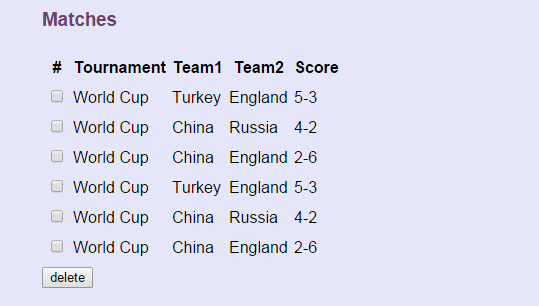 Matches
# Tournament Team1 Team2 Score
World Cup Turkey England 5-3
World Cup China Russia 4-2
World Cup China England 2-6
World Cup Turkey England 5-3
World Cup China Russia 4-2
World Cup China England 2-6
delete